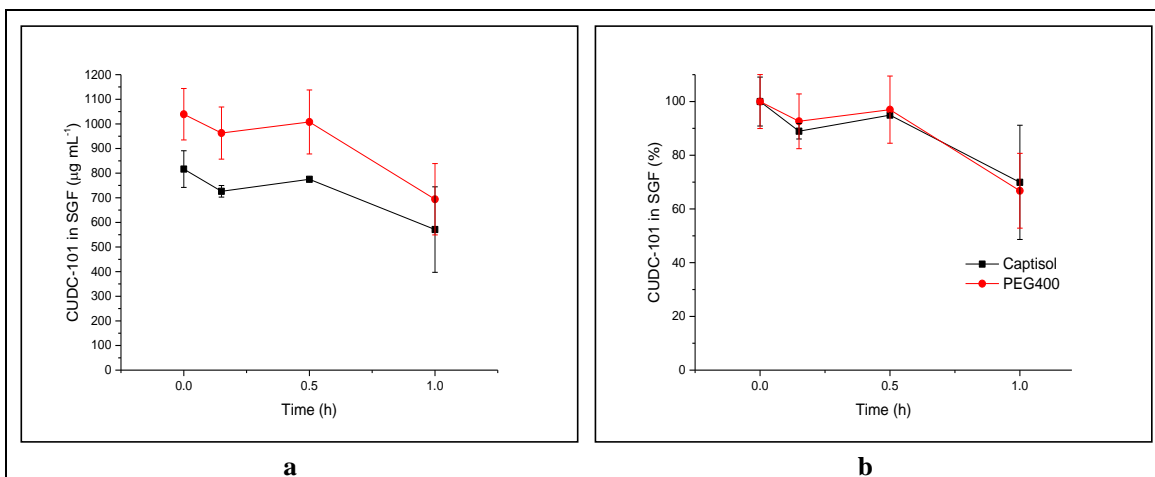 1200
1100
1000
900
800
700
600
500
400
300
200
100
0
0.0 0.5 1.0
Time (h)
CUDC-101 in SGF (µg mL⁻¹)
a
100
80
60
40
20
0
0.0 0.5 1.0
Time (h)
CUDC-101 in SGF (%)
Captisol
PEG400
b